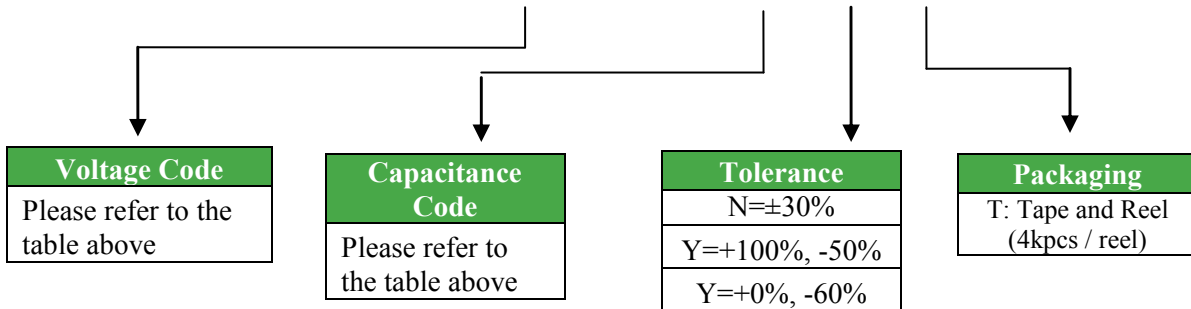 Voltage Code
Please refer to the
table above
Capacitance
Code
Please refer to
the table above
Tolerance
N=±30%
Y=+100%, -50%
Y=+0%, -60%
Packaging
T: Tape and Reel
(4kpcs / reel)